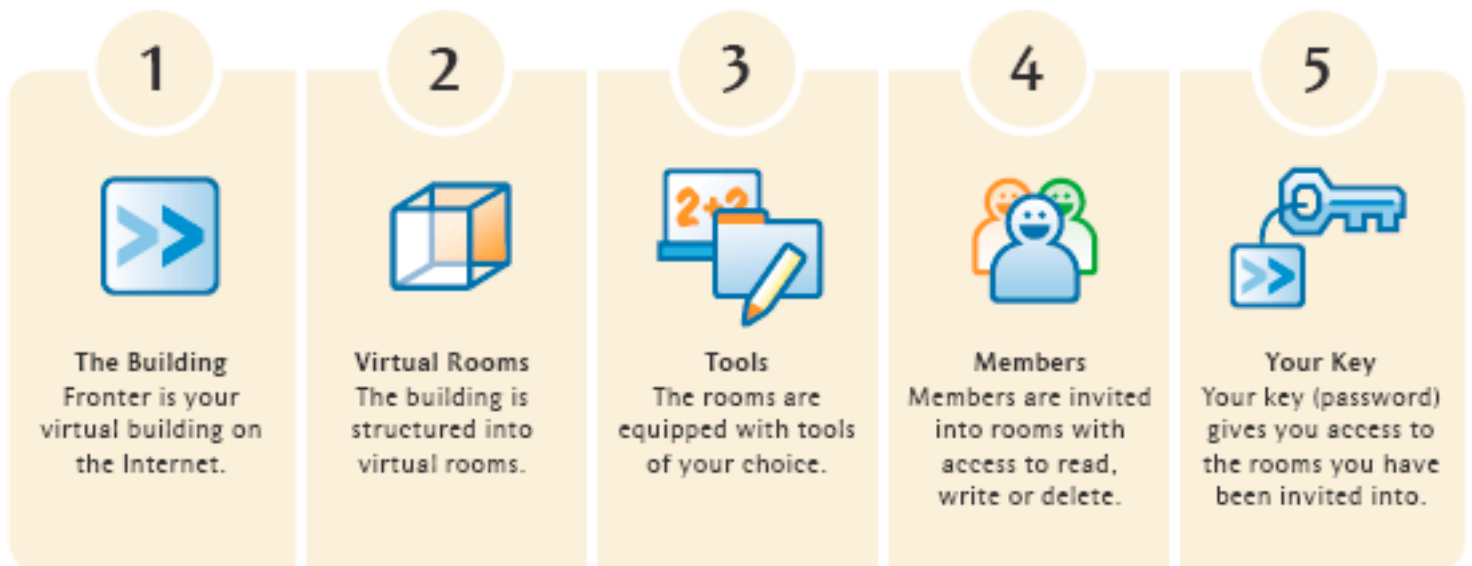 1
The Building
Fronter is your
virtual building on
the Internet.
2
Virtual Rooms
The building is
structured into
virtual rooms.
3
2+2
Tools
The rooms are
equipped with tools
of your choice.
4
Members
Members are invited
into rooms with
access to read,
write or delete.
5
Your Key
Your key (password)
gives you access to
the rooms you have
been invited into.